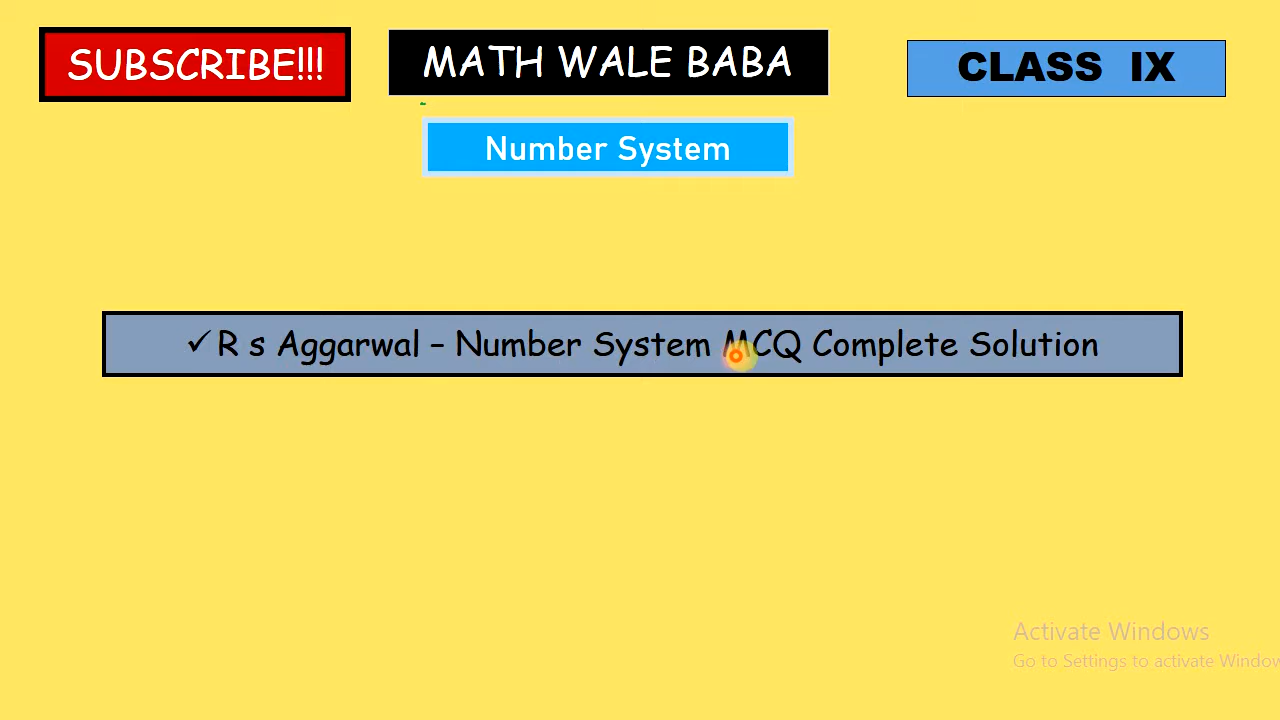 SUBSCRIBE!!!
MATH WALE BABA
CLASS IX
Number System
✓ R s Aggarwal – Number System MCQ Complete Solution
Activate Windows
Go to Settings to activate Window